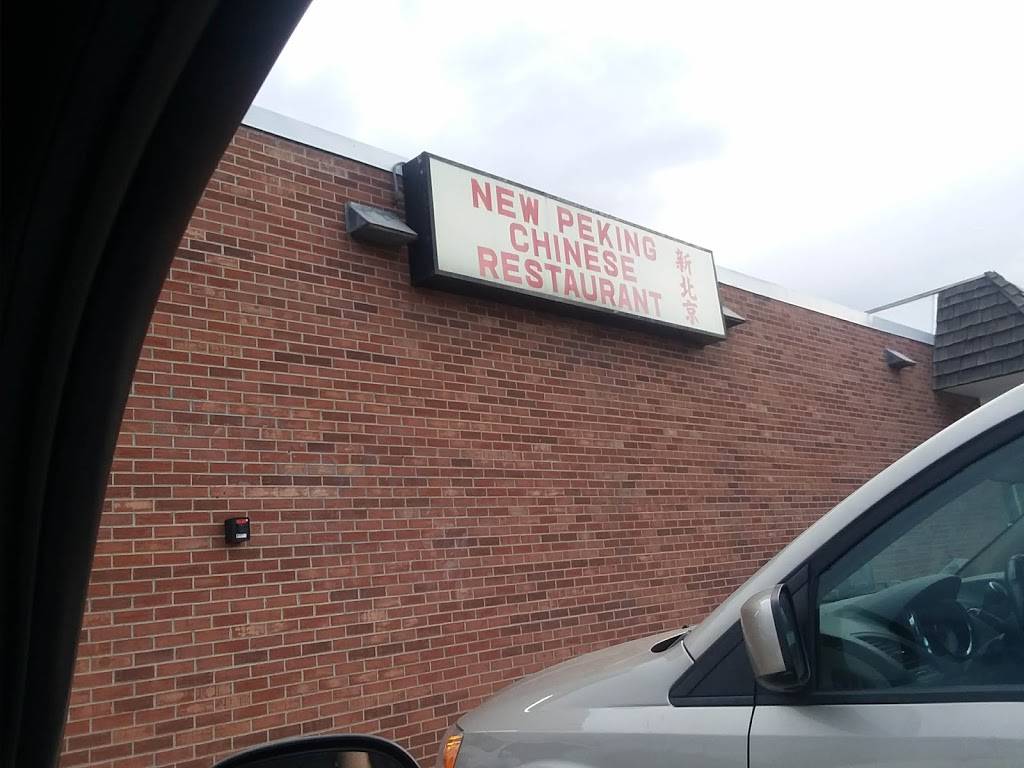 NEW PEKING
CHINESE
RESTAURANT
新北京